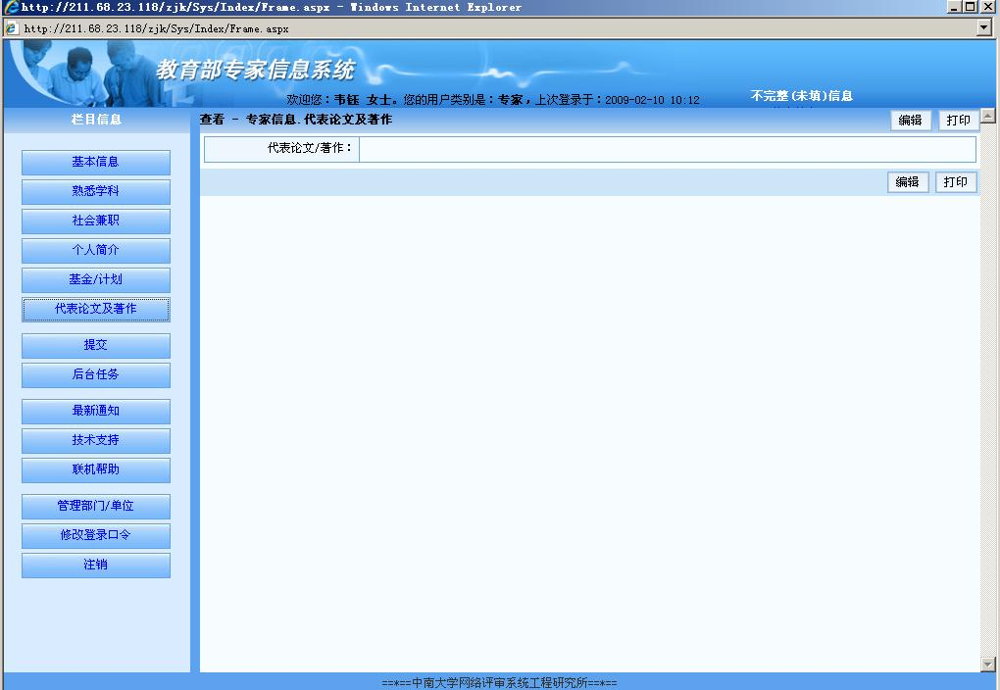 http://211.68.23.118/zjk/Sys/Index/Frame.aspx - Windows Internet Explorer
http://211.68.23.118/zjk/Sys/Index/Frame.aspx
教育部专家信息系统
欢迎您：韦钰 女士。您的用户类别是：专家，上次登录于：2009-02-10 10:12
不完整(未填)信息
栏目信息
查看 - 专家信息.代表论文及著作
编辑 打印
代表论文/著作：
编辑 打印
基本信息
熟悉学科
社会兼职
个人简介
基金/计划
代表论文及著作
提交
后台任务
最新通知
技术支持
联机帮助
管理部门/单位
修改登录口令
注销
==*==中南大学网络评审系统工程研究所==*==